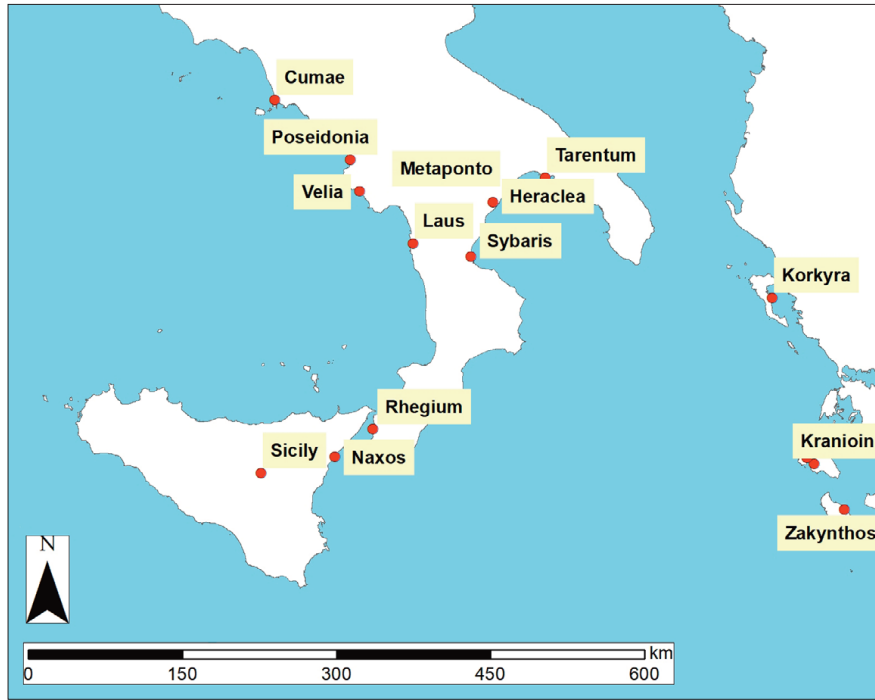 Cumae
Poseidonia
Tarentum
Metaponto
Velia
Heraclea
Laus
Sybaris
Korkyra
Rhegium
Kranioin
Sicily
Naxos
Zakynthos
N
km
0 150 300 450 600